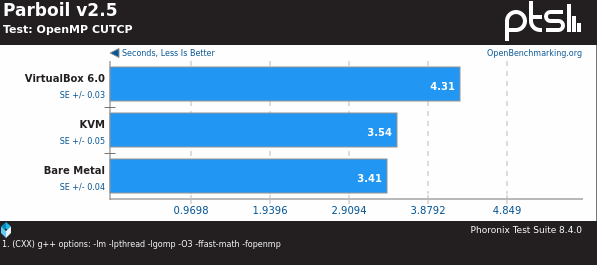 Parboil v2.5
Test: OpenMP CUTCP
ptsl
Seconds, Less Is Better
OpenBenchmarking.org
VirtualBox 6.0
SE +/- 0.03
4.31
KVM
SE +/- 0.05
3.54
Bare Metal
SE +/- 0.04
3.41
0.9698 1.9396 2.9094 3.8792 4.849
Phoronix Test Suite 8.4.0
1. (CXX) g++ options: -lm -lpthread -lgomp -O3 -ffast-math -fopenmp